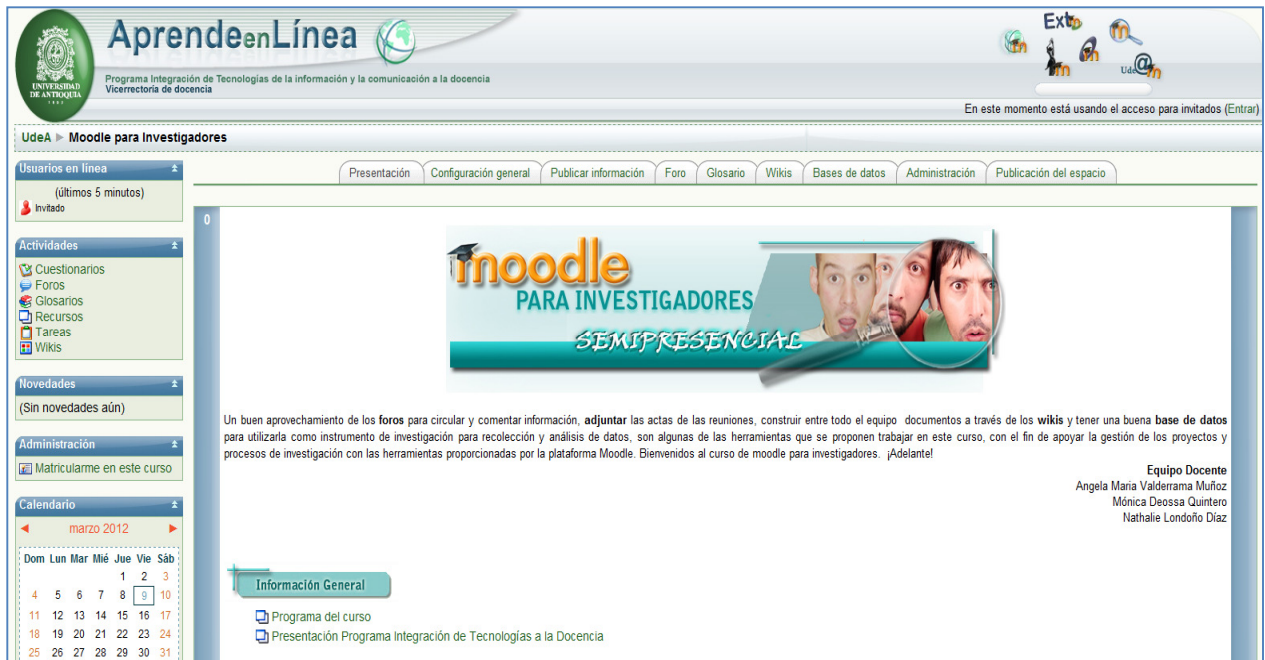 UNIVERSIDAD
DE ANTIOQUIA
1803
AprendeenLínea
Programa Integración de Tecnologías de la información y la comunicación a la docencia
Vicerrectoría de docencia
Exto
UdeA
En este momento está usando el acceso para invitados (Entrar)
UdeA ► Moodle para Investigadores
Usuarios en línea
(últimos 5 minutos)
Invitado
Actividades
Cuestionarios
Foros
Glosarios
Recursos
Tareas
Wikis
Novedades
(Sin novedades aún)
Administración
Matricularme en este curso
Calendario
◄ marzo 2012 ►
Dom Lun Mar Mié Jue Vie Sáb
1 2 3
4 5 6 7 8 9 10
11 12 13 14 15 16 17
18 19 20 21 22 23 24
25 26 27 28 29 30 31
Presentación Configuración general Publicar información Foro Glosario Wikis Bases de datos Administración Publicación del espacio
0
moodle
PARA INVESTIGADORES
SEMIPRESENCIAL
Un buen aprovechamiento de los foros para circular y comentar información, adjuntar las actas de las reuniones, construir entre todo el equipo documentos a través de los wikis y tener una buena base de datos
para utilizarla como instrumento de investigación para recolección y análisis de datos, son algunas de las herramientas que se proponen trabajar en este curso, con el fin de apoyar la gestión de los proyectos y
procesos de investigación con las herramientas proporcionadas por la plataforma Moodle. Bienvenidos al curso de moodle para investigadores. ¡Adelante!
Equipo Docente
Angela Maria Valderrama Muñoz
Mónica Deossa Quintero
Nathalie Londoño Díaz
Información General
Programa del curso
Presentación Programa Integración de Tecnologías a la Docencia